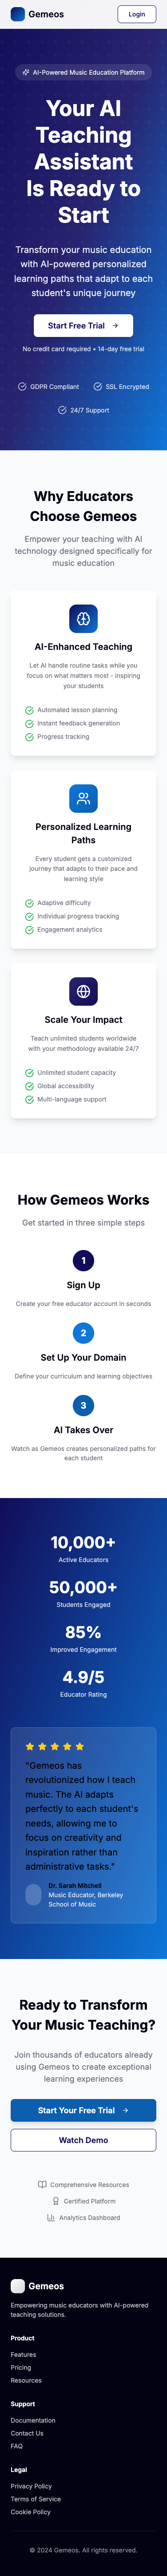 Gemeos
Login
AI-Powered Music Education Platform
Your AI
Teaching
Assistant
Is Ready to
Start
Transform your music education
with AI-powered personalized
learning paths that adapt to each
student's unique journey
Start Free Trial
No credit card required • 14-day free trial
GDPR Compliant
SSL Encrypted
24/7 Support
Why Educators
Choose Gemeos
Empower your teaching with AI
technology designed specifically for
music education
AI-Enhanced Teaching
Let AI handle routine tasks while you
focus on what matters most - inspiring
your students
Automated lesson planning
Instant feedback generation
Progress tracking
Personalized Learning
Paths
Every student gets a customized
journey that adapts to their pace and
learning style
Adaptive difficulty
Individual progress tracking
Engagement analytics
Scale Your Impact
Teach unlimited students worldwide
with your methodology available 24/7
Unlimited student capacity
Global accessibility
Multi-language support
How Gemeos Works
Get started in three simple steps
1
Sign Up
Create your free educator account in seconds
2
Set Up Your Domain
Define your curriculum and learning objectives
3
AI Takes Over
Watch as Gemeos creates personalized paths for
each student
10,000+
Active Educators
50,000+
Students Engaged
85%
Improved Engagement
4.9/5
Educator Rating
"Gemeos has
revolutionized how I teach
music. The AI adapts
perfectly to each student's
needs, allowing me to
focus on creativity and
inspiration rather than
administrative tasks."
Dr. Sarah Mitchell
Music Educator, Berkeley
School of Music
Ready to Transform
Your Music Teaching?
Join thousands of educators already
using Gemeos to create exceptional
learning experiences
Start Your Free Trial
Watch Demo
Comprehensive Resources
Certified Platform
Analytics Dashboard
Gemeos
Empowering music educators with AI-powered
teaching solutions.
Product
Features
Pricing
Resources
Support
Documentation
Contact Us
FAQ
Legal
Privacy Policy
Terms of Service
Cookie Policy
© 2024 Gemeos. All rights reserved.